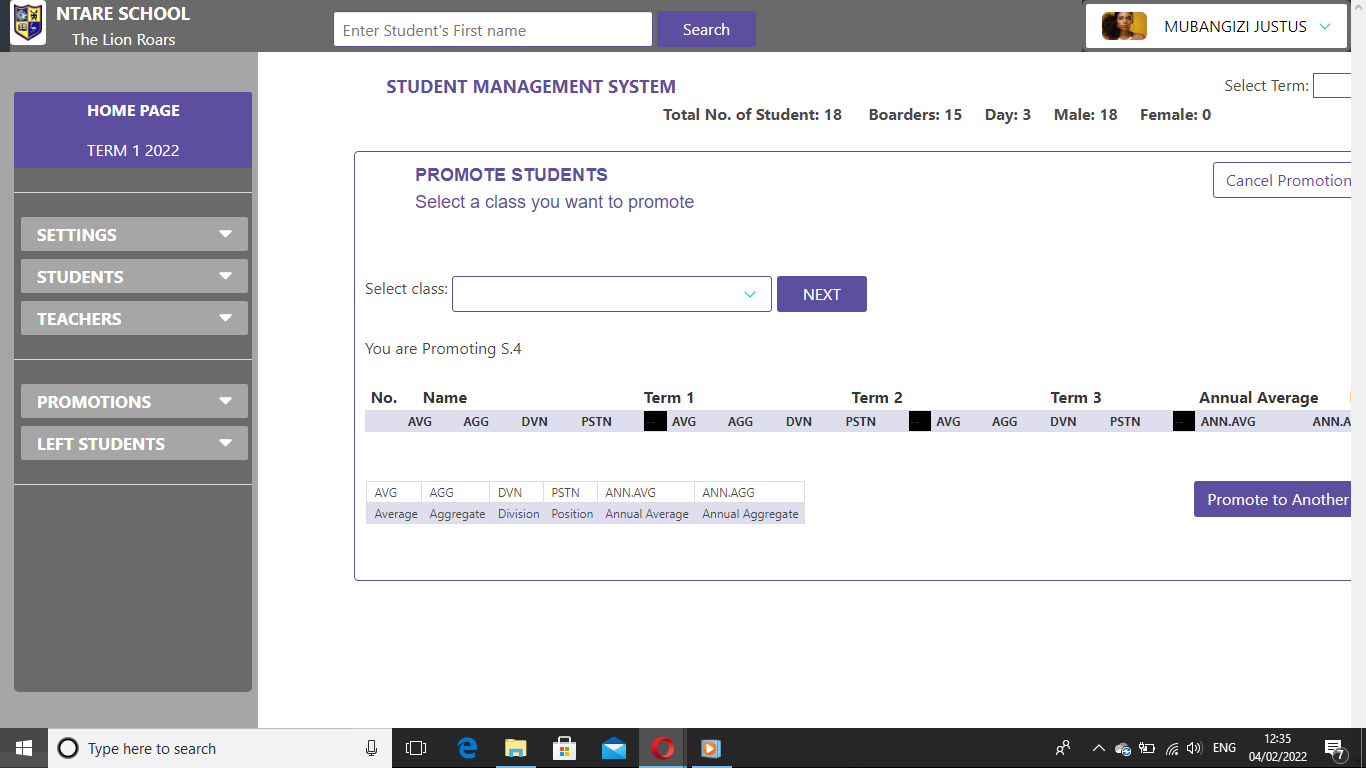 NTARE SCHOOL
The Lion Roars
Enter Student's First name
Search
MUBANGIZI JUSTUS
HOME PAGE
TERM 1 2022
SETTINGS
STUDENTS
TEACHERS
PROMOTIONS
LEFT STUDENTS
STUDENT MANAGEMENT SYSTEM
Select Term:
Total No. of Student: 18 Boarders: 15 Day: 3 Male: 18 Female: 0
PROMOTE STUDENTS
Select a class you want to promote
Cancel Promotion
Select class:
NEXT
You are Promoting S.4
No. Name Term 1 Term 2 Term 3 Annual Average
AVG AGG DVN PSTN -- AVG AGG DVN PSTN -- AVG AGG DVN PSTN -- ANN.AVG ANN.A
AVG AGG DVN PSTN ANN.AVG ANN.AGG
Average Aggregate Division Position Annual Average Annual Aggregate
Promote to Another
Type here to search
ENG
12:35
04/02/2022
7